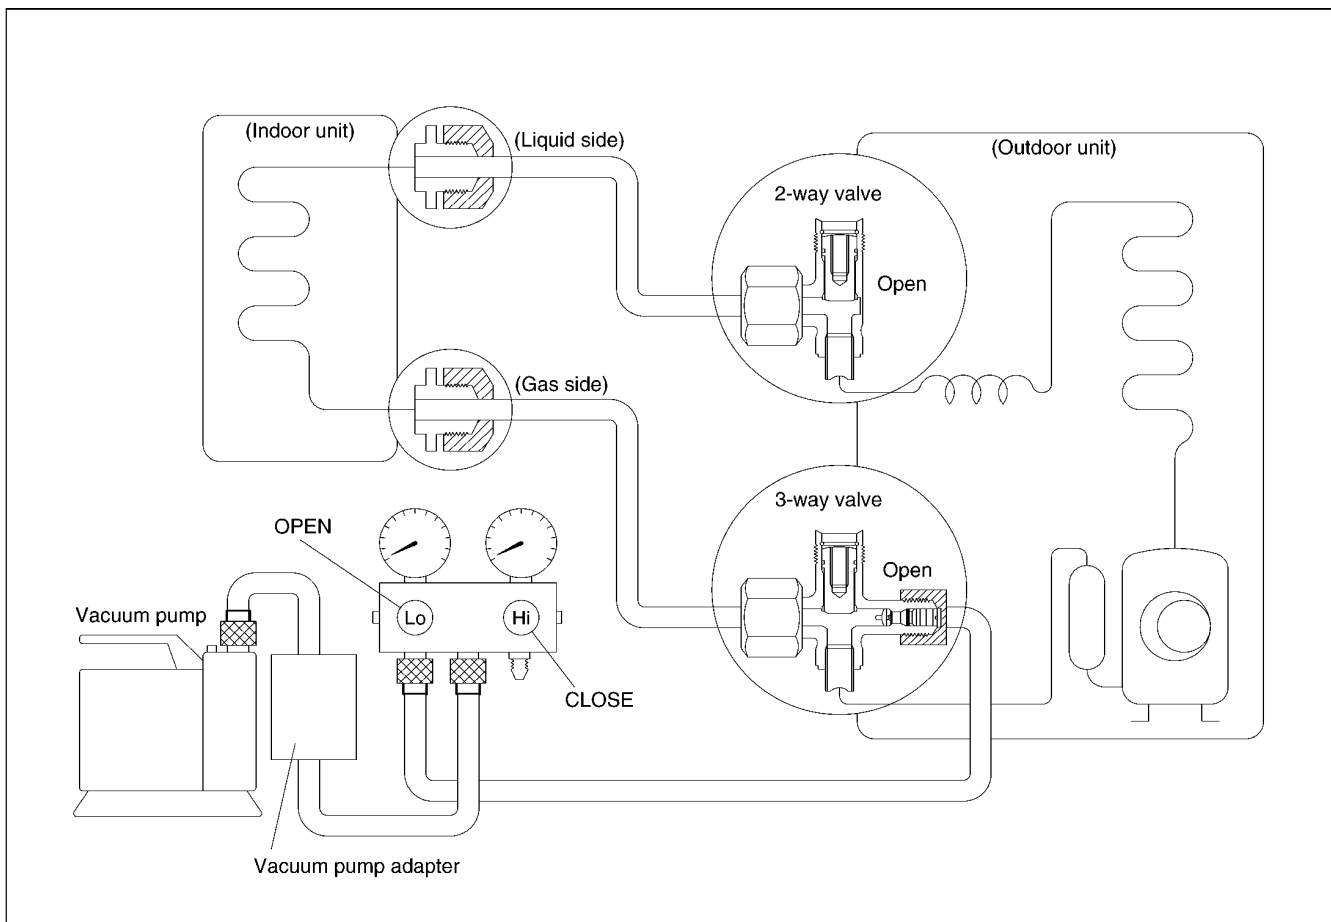 (Indoor unit)
(Liquid side)
(Outdoor unit)
2-way valve
Open
(Gas side)
3-way valve
OPEN
Open
Vacuum pump
Lo
Hi
CLOSE
Vacuum pump adapter